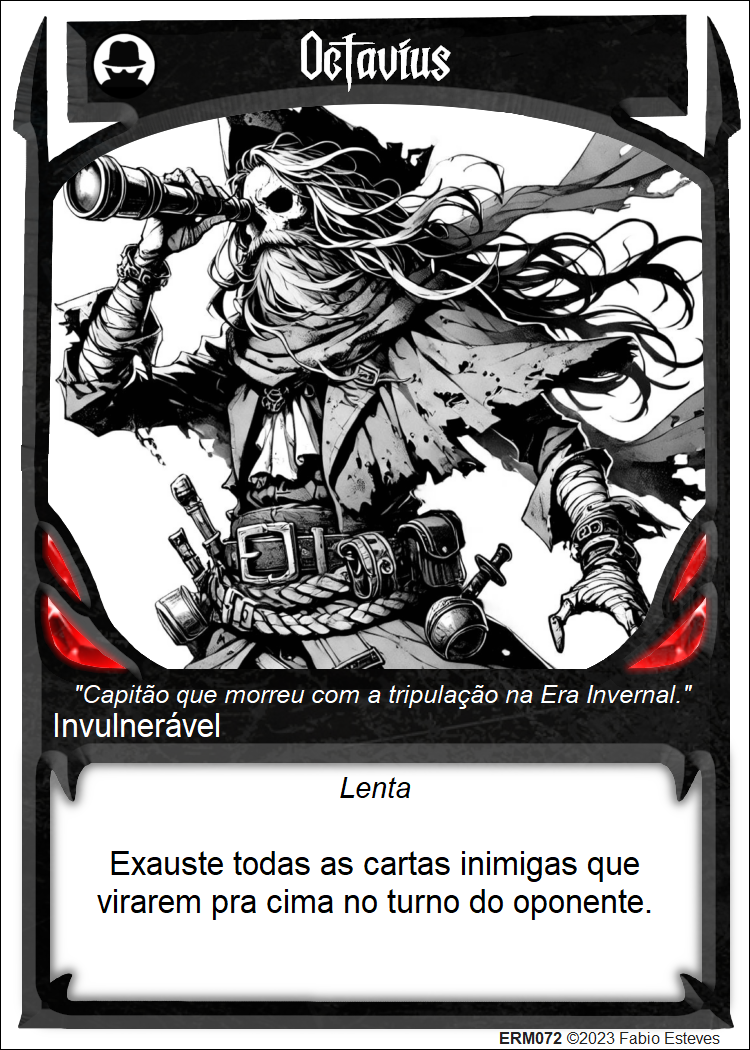 Octavius
"Capitão que morreu com a tripulação na Era Invernal."
Invulnerável
Lenta
Exauste todas as cartas inimigas que
virarem pra cima no turno do oponente.
ERM072 ©2023 Fabio Esteves